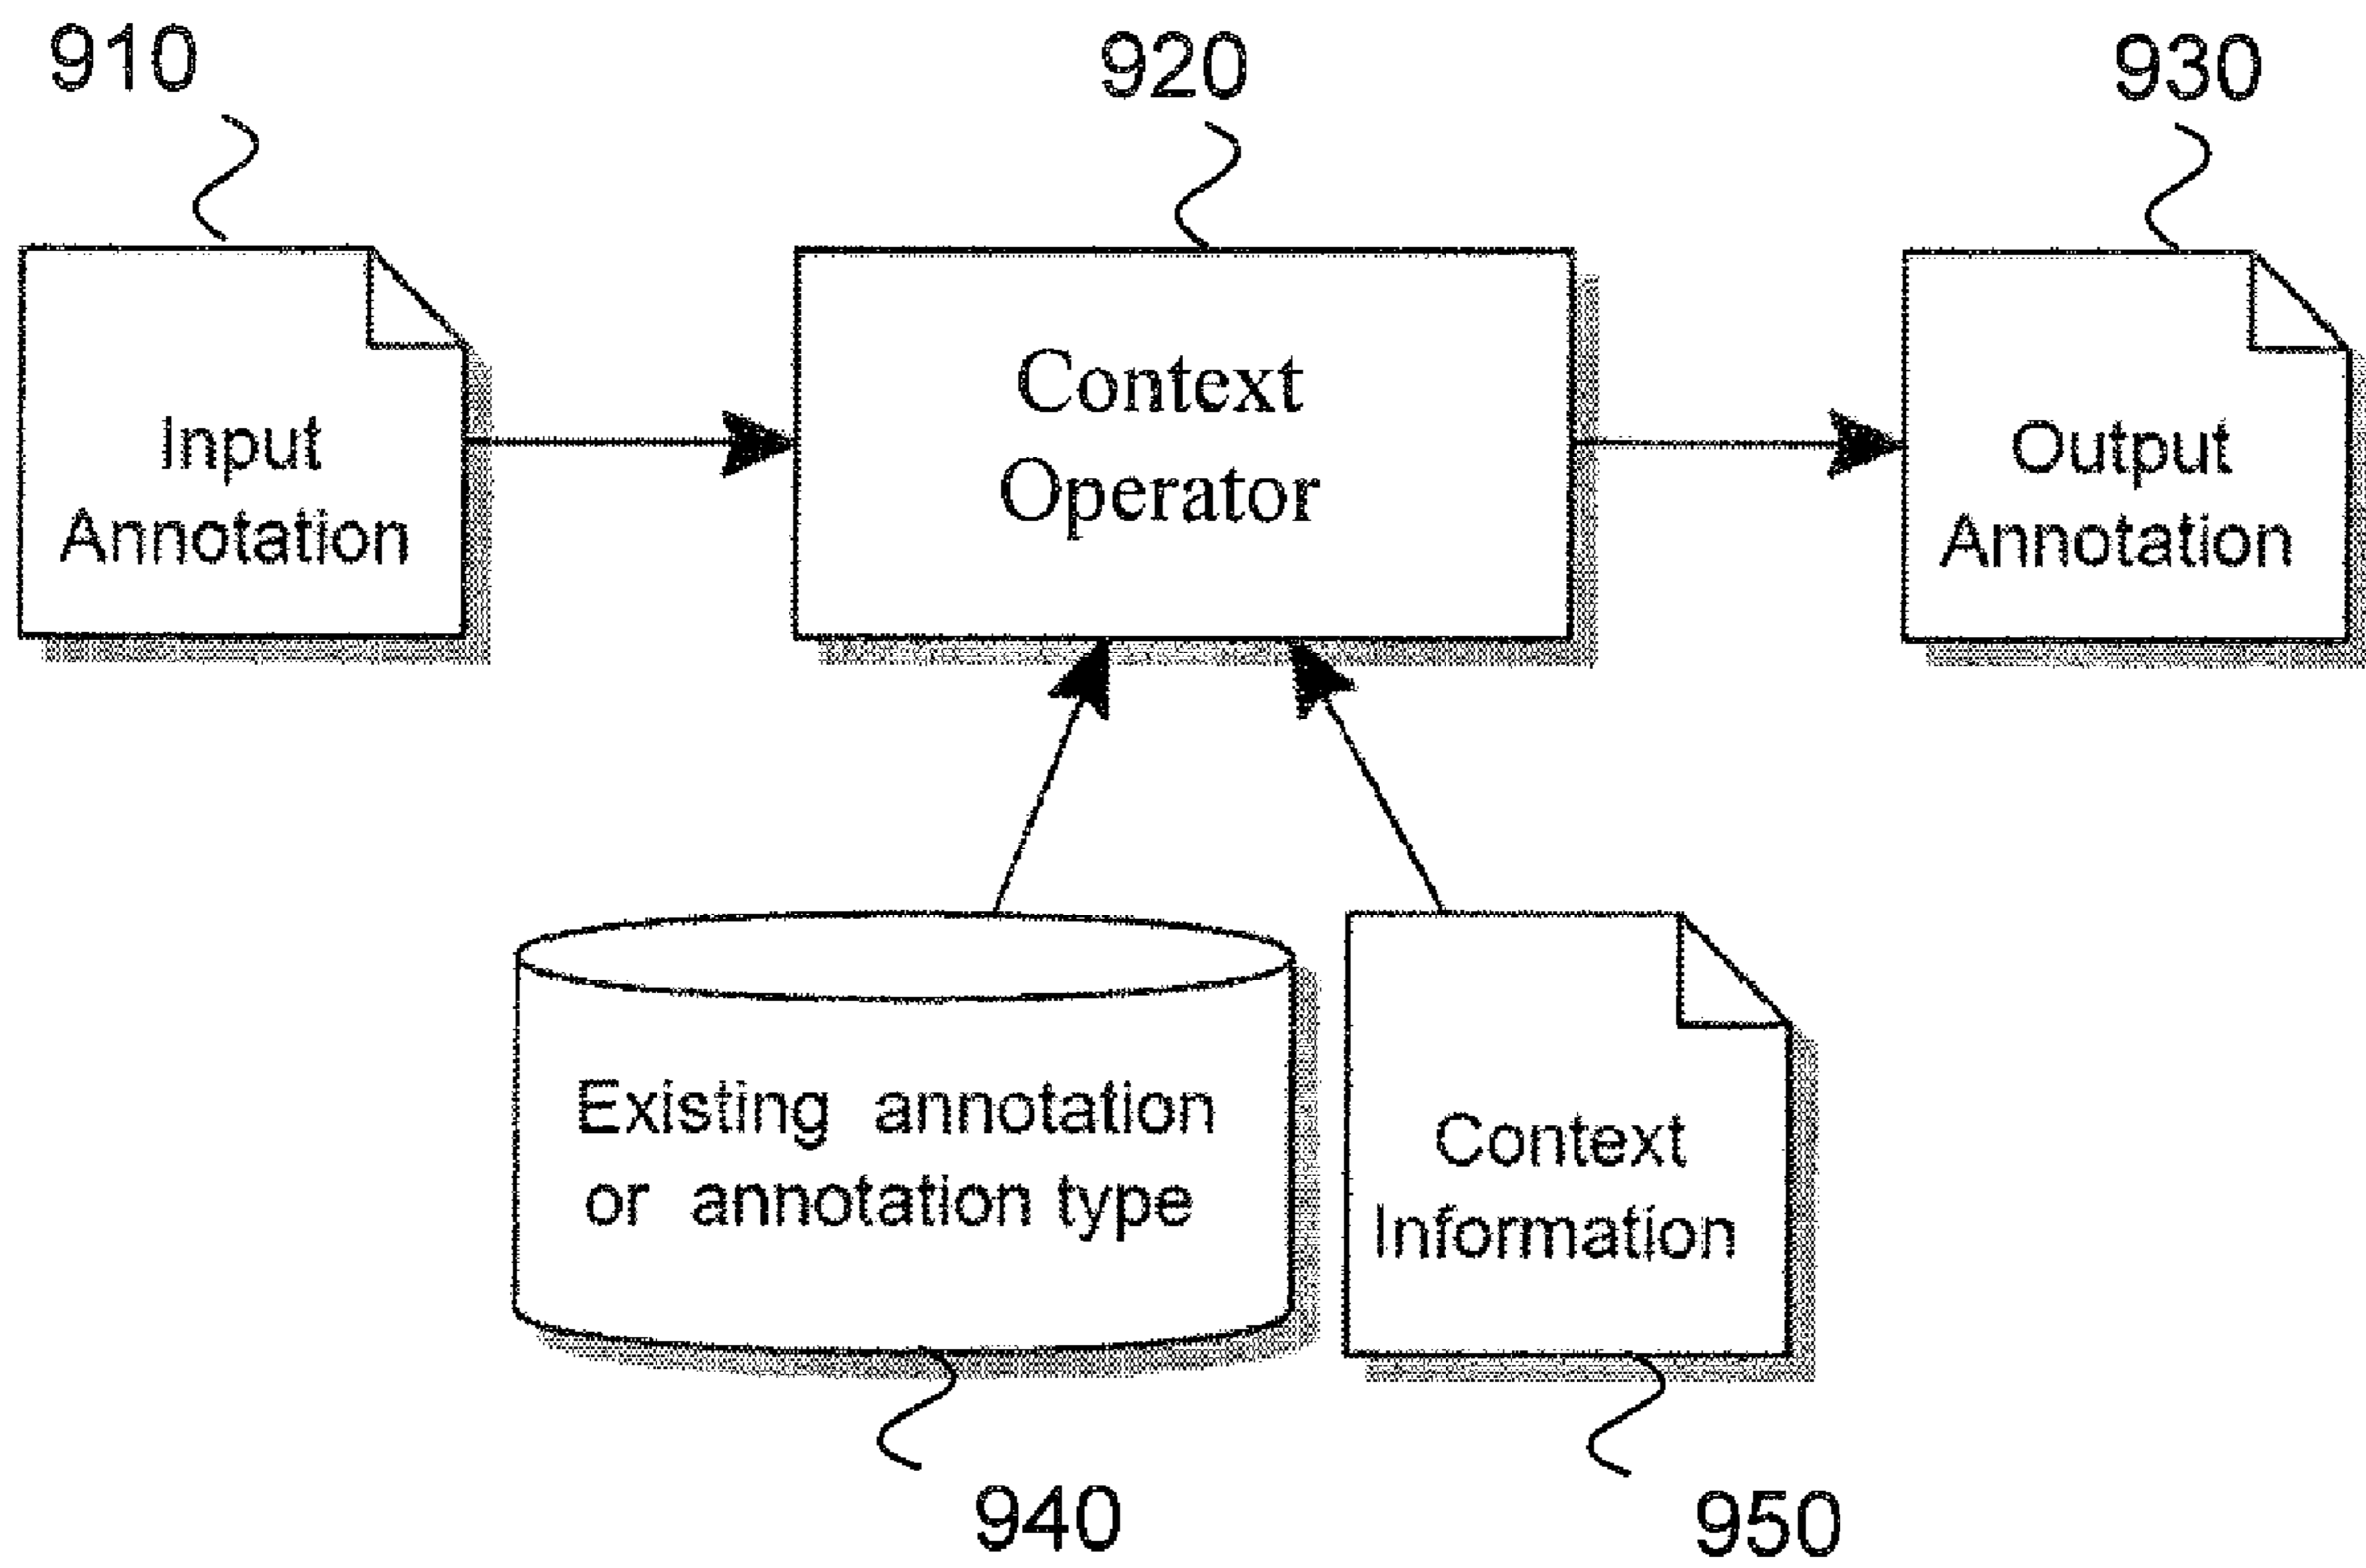 910
920
930
Input
Annotation
Context
Operator
Output
Annotation
Existing annotation
or annotation type
Context
Information
940
950